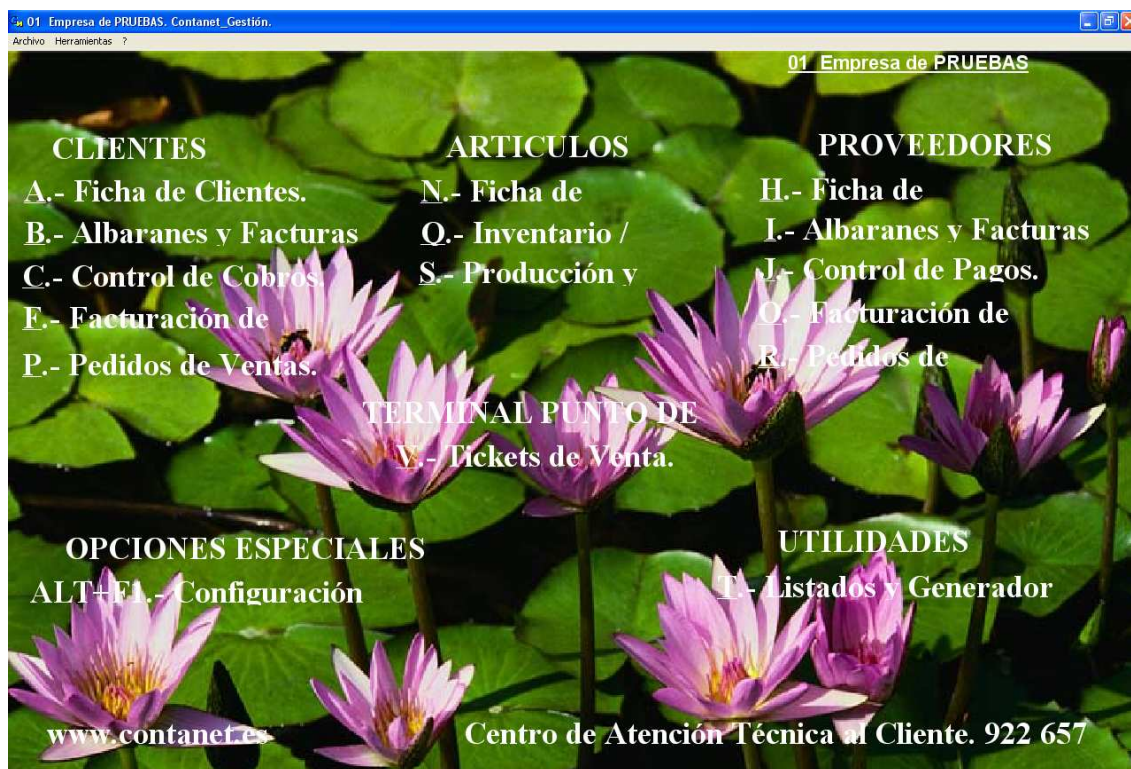 01 Empresa de PRUEBAS. Contanet_Gestión.
Archivo Herramientas ?
01 Empresa de PRUEBAS
CLIENTES
A.- Ficha de Clientes.
B.- Albaranes y Facturas
C.- Control de Cobros.
F.- Facturación de
P.- Pedidos de Ventas.
ARTICULOS
N.- Ficha de
Q.- Inventario /
S.- Producción y
PROVEEDORES
H.- Ficha de
I.- Albaranes y Facturas
J.- Control de Pagos.
O.- Facturación de
R.- Pedidos de
TERMINAL PUNTO DE
V.- Tickets de Venta.
OPCIONES ESPECIALES
ALT+F1.- Configuración
UTILIDADES
T.- Listados y Generador
www.contanet.es
Centro de Atención Técnica al Cliente. 922 657